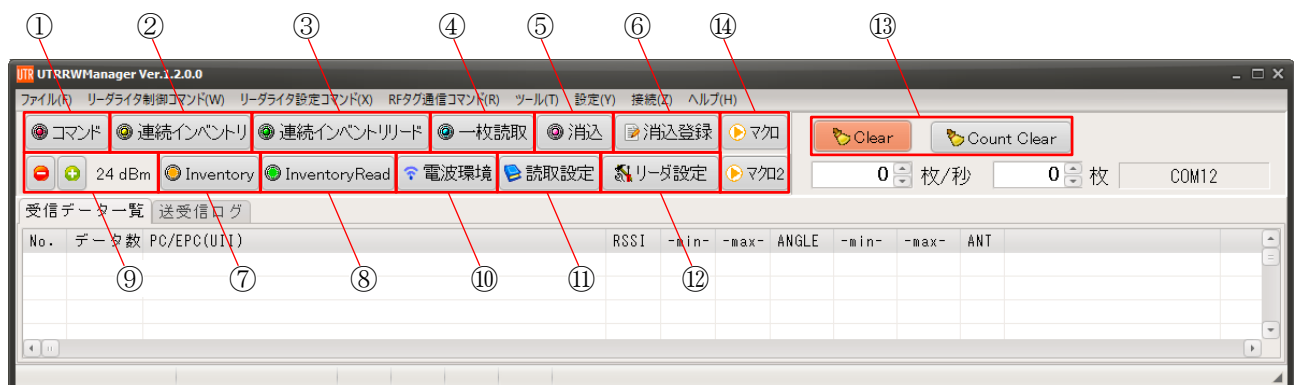 ① ② ③ ④ ⑤ ⑥ ⑭ ⑬
UTR UTRRWManager Ver.1.2.0.0
ファイル(F) リーダライタ制御コマンド(W) リーダライタ設定コマンド(X) RFタグ通信コマンド(R) ツール(T) 設定(Y) 接続(Z) ヘルプ(H)
コマンド 連続インベントリ 連続インベントリリード 一枚読取 消込 消込登録 マクロ Clear Count Clear
24 dBm Inventory InventoryRead 電波環境 読取設定 リーダ設定 マクロ2 0 枚/秒 0 枚 COM12
受信データ一覧 送受信ログ
No. データ数 PC/EPC(UII) RSSI -min- -max- ANGLE -min- -max- ANT
⑨ ⑦ ⑧ ⑩ ⑪ ⑫